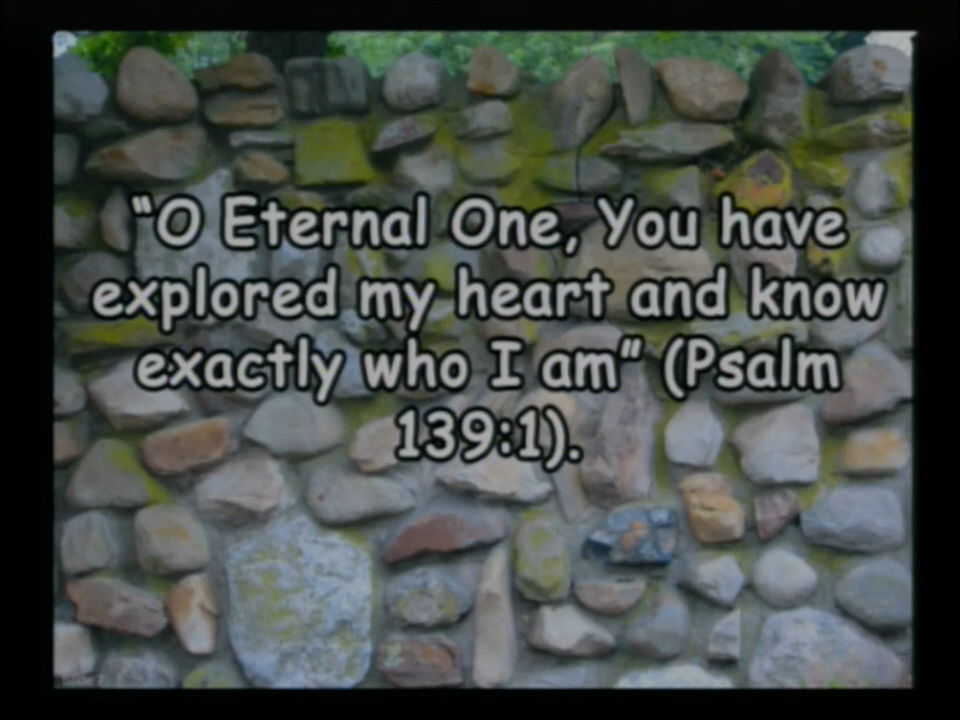 “O Eternal One, You have
explored my heart and know
exactly who I am” (Psalm
139:1).